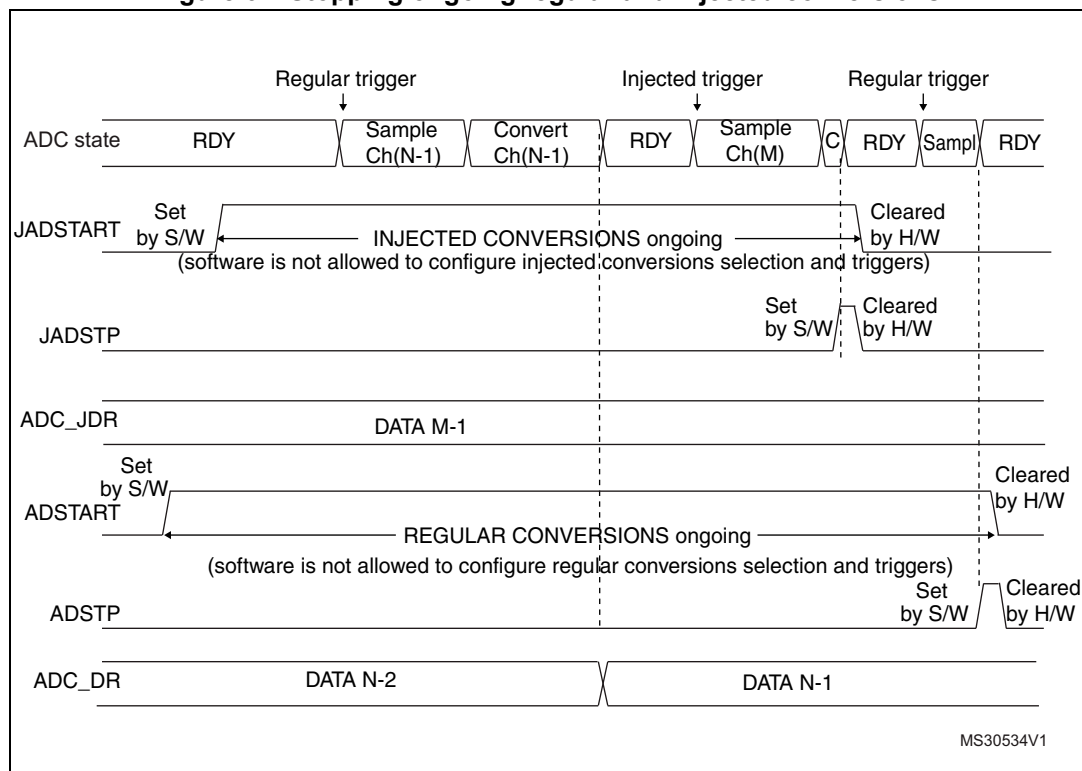 Regular trigger Injected trigger Regular trigger
ADC state RDY Sample Ch(N-1) Convert Ch(N-1) RDY Sample Ch(M) C RDY Sampl RDY
JADSTART Set by S/W INJECTED CONVERSIONS ongoing Cleared by H/W
(software is not allowed to configure injected conversions selection and triggers)
JADSTP Set by S/W Cleared by H/W
ADC_JDR DATA M-1
ADSTART Set by S/W REGULAR CONVERSIONS ongoing Cleared by H/W
(software is not allowed to configure regular conversions selection and triggers)
ADSTP Set by S/W Cleared by H/W
ADC_DR DATA N-2 DATA N-1
MS30534V1